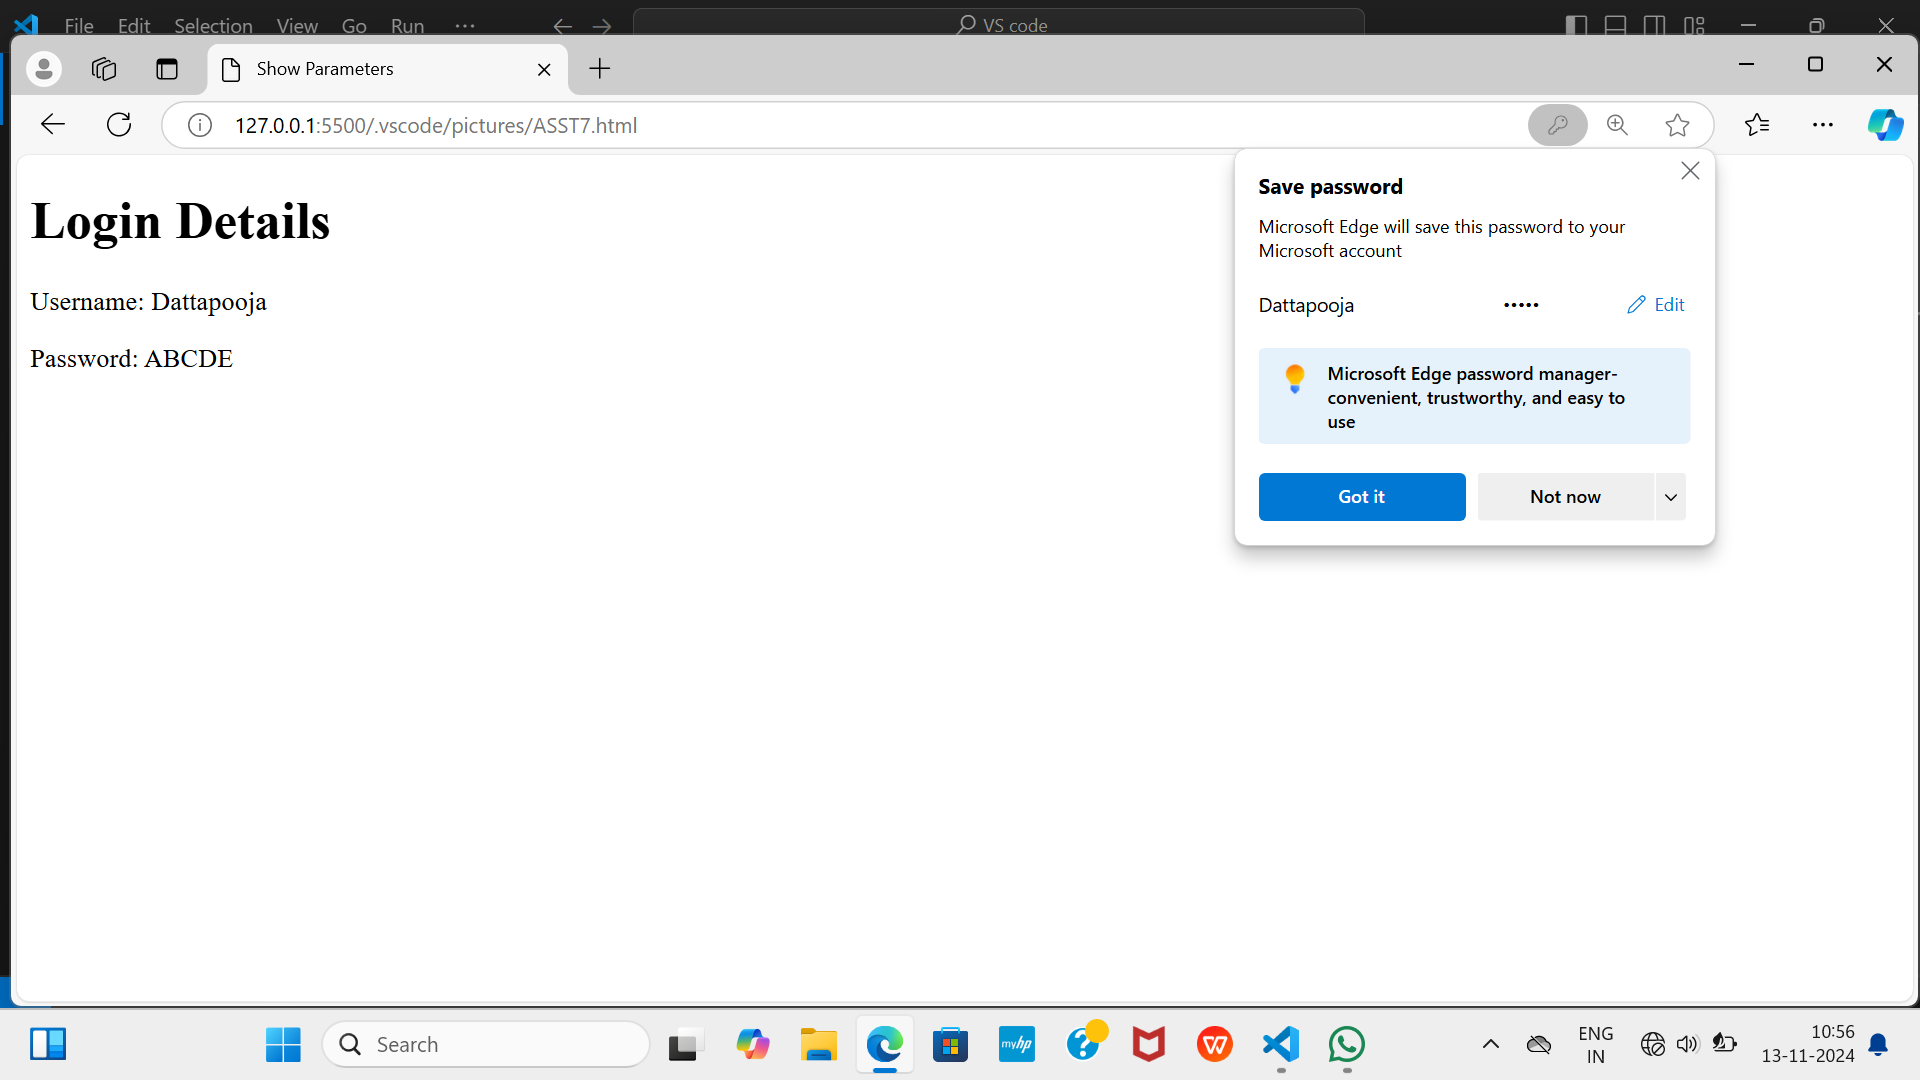 File Edit Selection View Go Run ···
VS code
Show Parameters
127.0.0.1:5500/.vscode/pictures/ASST7.html
Login Details
Username: Dattapooja
Password: ABCDE
Save password
Microsoft Edge will save this password to your
Microsoft account
Dattapooja ••••• Edit
Microsoft Edge password manager-
convenient, trustworthy, and easy to
use
Got it
Not now
Search
myhp
W
ENG
IN
10:56
13-11-2024